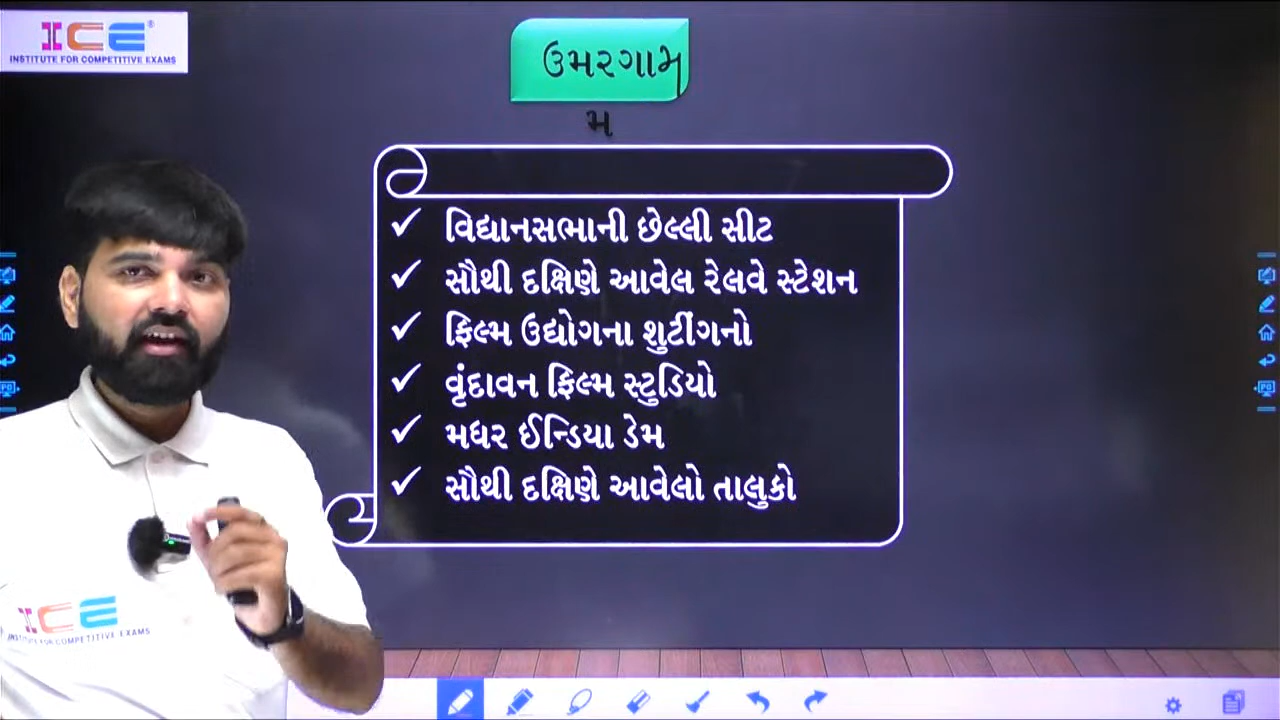 ICE®
INSTITUTE FOR COMPETITIVE EXAMS
ઉમરગામ
મ
વિદ્યાનસભાની છેલ્લી સીટ
સૌથી દક્ષિણે આવેલ રેલવે સ્ટેશન
ફિલ્મ ઉદ્યોગના શુટીંગનો
વૃંદાવન ફિલ્મ સ્ટુડિયો
મધર ઈન્ડિયા ડેમ
સૌથી દક્ષિણે આવેલો તાલુકો
ICE
INSTITUTE FOR COMPETITIVE EXAMS